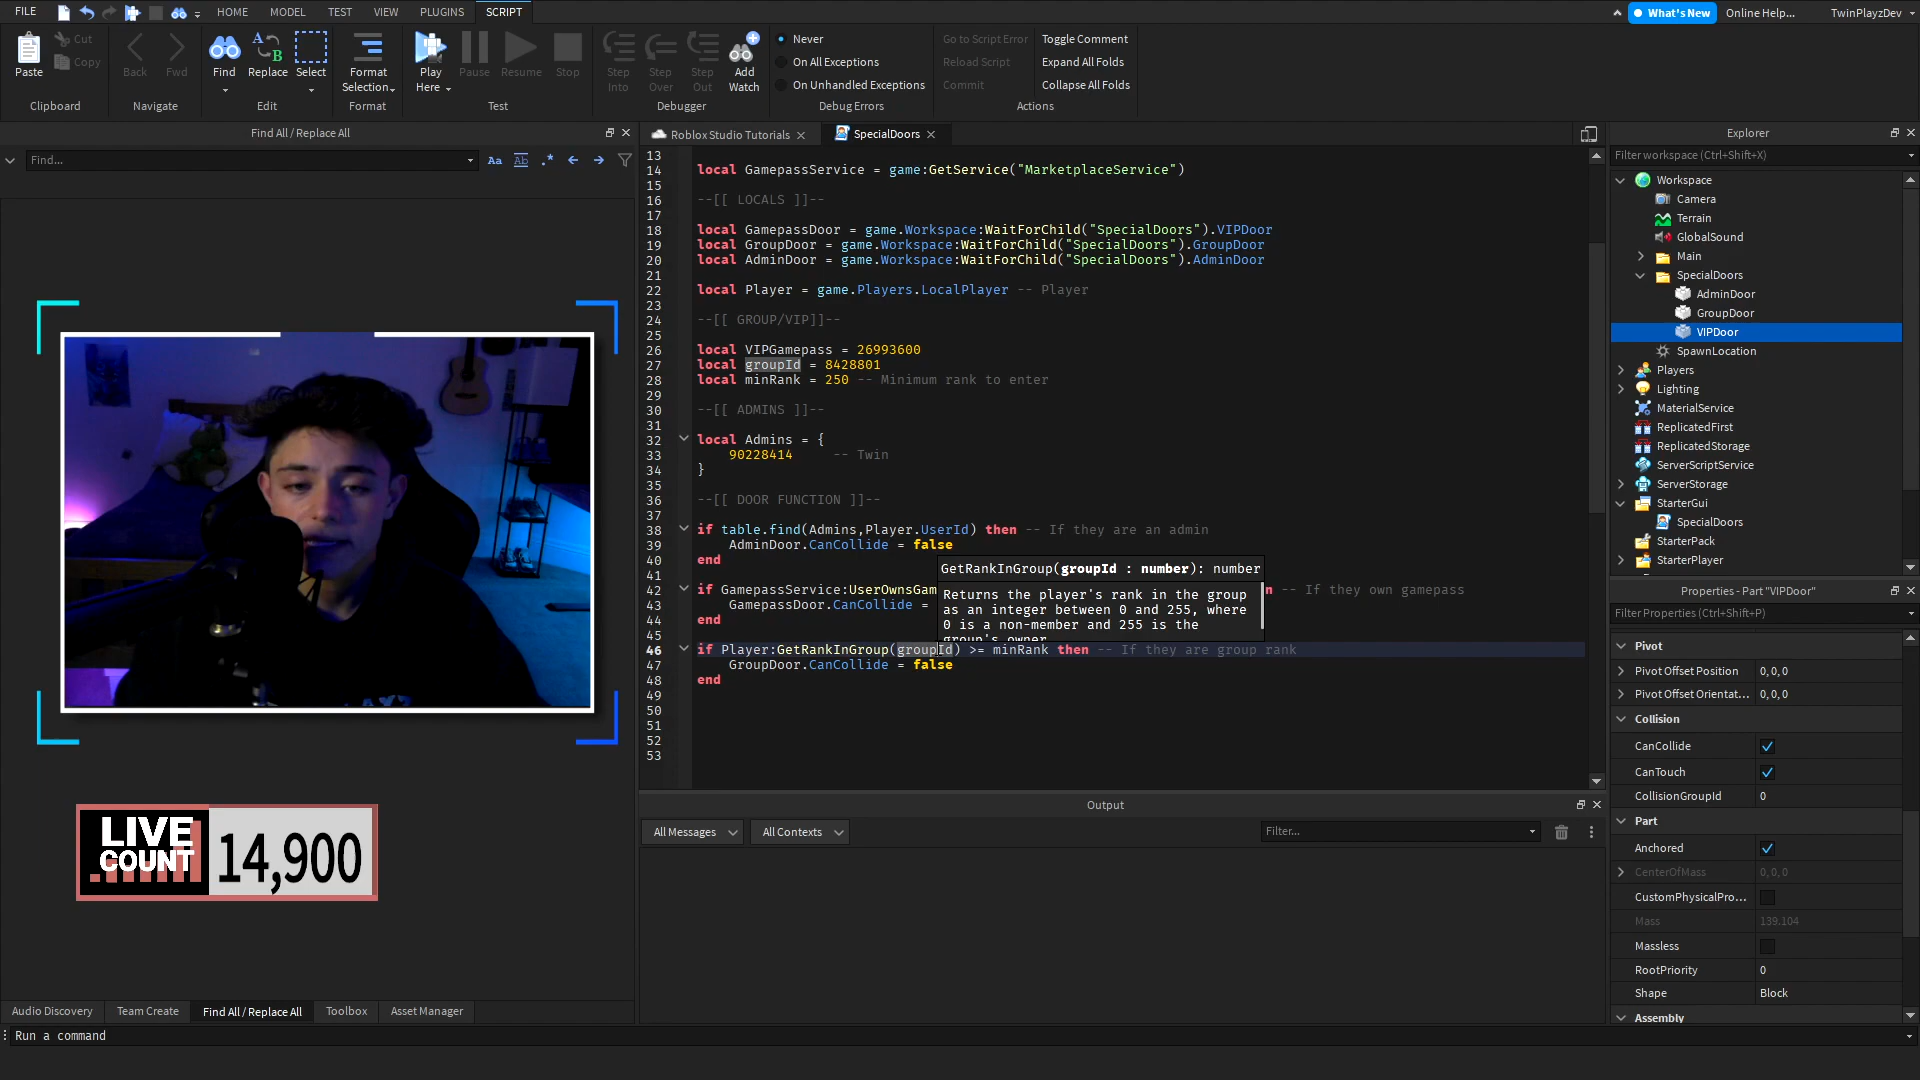 FILE
HOME MODEL TEST VIEW PLUGINS SCRIPT
What's New Online Help... TwinPlayzDev
Cut
Copy
Paste
Back Fwd
Find Replace Select
Format
Selection
Play
Here
Pause Resume Stop
Step
Into
Step
Over
Step
Out
Add
Watch
Never
On All Exceptions
On Unhandled Exceptions
Go to Script Error
Reload Script
Commit
Toggle Comment
Expand All Folds
Collapse All Folds
Clipboard Navigate Edit Format Test Debugger Debug Errors Actions
Find All / Replace All
Find...
Aa Ab .*
LIVE
COUNT
14,900
Audio Discovery Team Create Find All / Replace All Toolbox Asset Manager
Run a command
Roblox Studio Tutorials SpecialDoors
13
14 local GamepassService = game:GetService("MarketplaceService")
15
16 --[[ LOCALS ]]--
17
18 local GamepassDoor = game.Workspace:WaitForChild("SpecialDoors").VIPDoor
19 local GroupDoor = game.Workspace:WaitForChild("SpecialDoors").GroupDoor
20 local AdminDoor = game.Workspace:WaitForChild("SpecialDoors").AdminDoor
21
22 local Player = game.Players.LocalPlayer -- Player
23
24 --[[ GROUP/VIP]]--
25
26 local VIPGamepass = 26993600
27 local groupId = 8428801
28 local minRank = 250 -- Minimum rank to enter
29
30 --[[ ADMINS ]]--
31
32 local Admins = {
33 90228414 -- Twin
34 }
35
36 --[[ DOOR FUNCTION ]]--
37
38 if table.find(Admins,Player.UserId) then -- If they are an admin
39 AdminDoor.CanCollide = false
40 end
41
42 if GamepassService:UserOwnsGam n -- If they own gamepass
43 GamepassDoor.CanCollide =
44 end
45
46 if Player:GetRankInGroup(groupId) >= minRank then -- If they are group rank
47 GroupDoor.CanCollide = false
48 end
49
50
51
52
53
GetRankInGroup(groupId : number): number
Returns the player's rank in the group
as an integer between 0 and 255, where
0 is a non-member and 255 is the
group's owner
Output
All Messages All Contexts Filter...
Explorer
Filter workspace (Ctrl+Shift+X)
Workspace
Camera
Terrain
GlobalSound
Main
SpecialDoors
AdminDoor
GroupDoor
VIPDoor
SpawnLocation
Players
Lighting
MaterialService
ReplicatedFirst
ReplicatedStorage
ServerScriptService
ServerStorage
StarterGui
SpecialDoors
StarterPack
StarterPlayer
Properties - Part "VIPDoor"
Filter Properties (Ctrl+Shift+P)
Pivot
Pivot Offset Position 0, 0, 0
Pivot Offset Orientat... 0, 0, 0
Collision
CanCollide
CanTouch
CollisionGroupId 0
Part
Anchored
CenterOfMass 0, 0, 0
CustomPhysicalPro...
Mass 139.104
Massless
RootPriority 0
Shape Block
Assembly